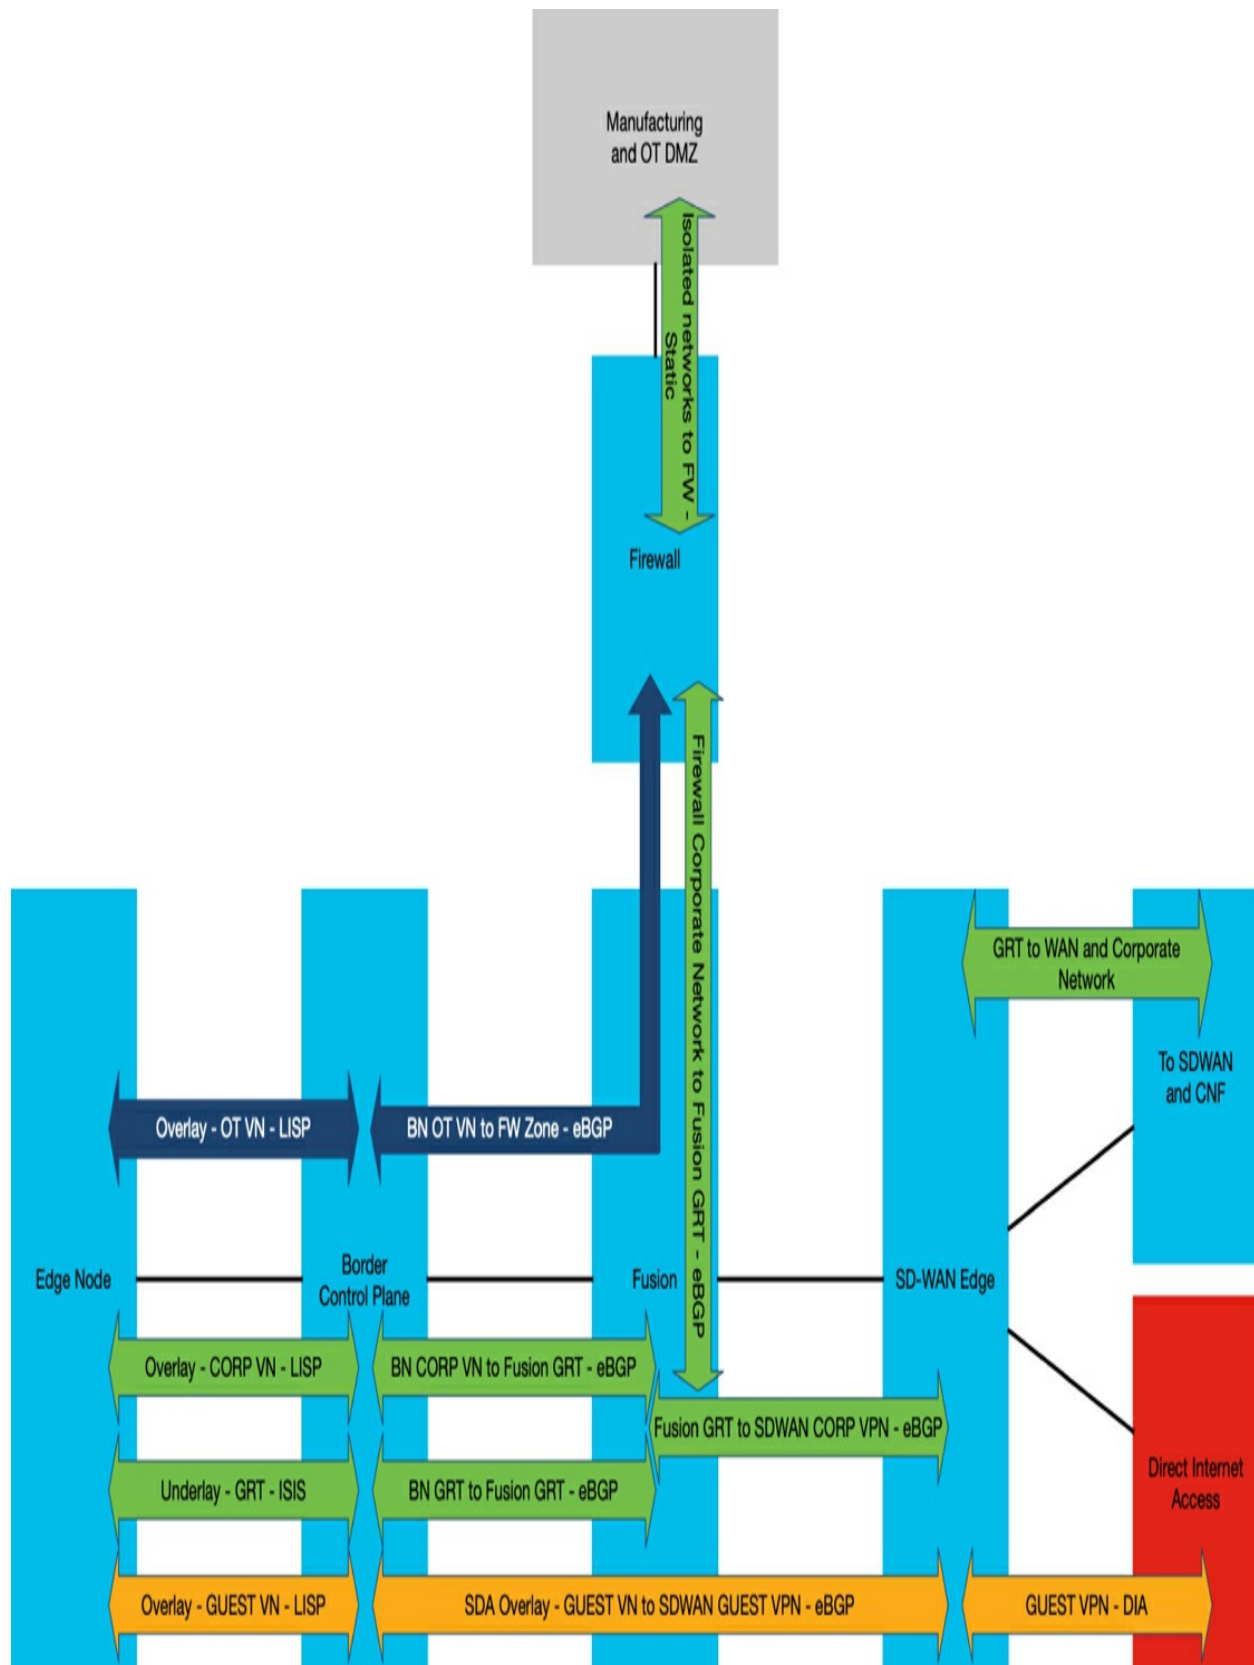 Manufacturing
and OT DMZ
Isolated networks to FW -
Static
Firewall
Firewall Corporate Network to Fusion GRT - eBGP
GRT to WAN and Corporate
Network
To SDWAN
and CNF
Overlay - OT VN - LISP
BN OT VN to FW Zone - eBGP
Edge Node
Border
Control Plane
Fusion
SD-WAN Edge
Overlay - CORP VN - LISP
BN CORP VN to Fusion GRT - eBGP
Fusion GRT to SDWAN CORP VPN - eBGP
Underlay - GRT - ISIS
BN GRT to Fusion GRT - eBGP
Direct Internet
Access
Overlay - GUEST VN - LISP
SDA Overlay - GUEST VN to SDWAN GUEST VPN - eBGP
GUEST VPN - DIA